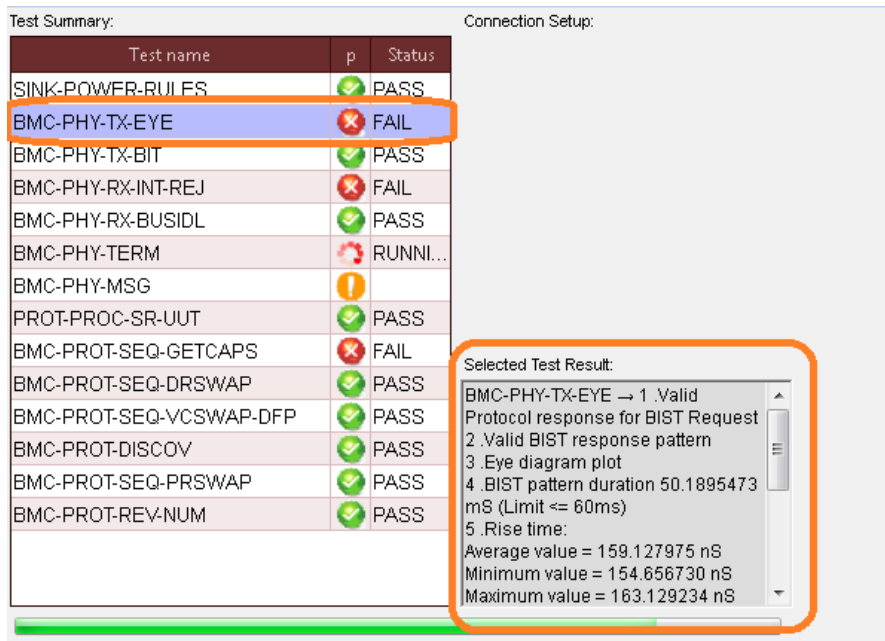 Test Summary:
Connection Setup:
Test name p Status
SINK-POWER-RULES PASS
BMC-PHY-TX-EYE FAIL
BMC-PHY-TX-BIT PASS
BMC-PHY-RX-INT-REJ FAIL
BMC-PHY-RX-BUSIDL PASS
BMC-PHY-TERM RUNNI...
BMC-PHY-MSG
PROT-PROC-SR-UUT PASS
BMC-PROT-SEQ-GETCAPS FAIL
BMC-PROT-SEQ-DRSWAP PASS
BMC-PROT-SEQ-VCSWAP-DFP PASS
BMC-PROT-DISCOV PASS
BMC-PROT-SEQ-PRSWAP PASS
BMC-PROT-REV-NUM PASS
Selected Test Result:
BMC-PHY-TX-EYE → 1 .Valid
Protocol response for BIST Request
2 .Valid BIST response pattern
3 .Eye diagram plot
4 .BIST pattern duration 50.1895473
mS (Limit <= 60ms)
5 .Rise time:
Average value = 159.127975 nS
Minimum value = 154.656730 nS
Maximum value = 163.129234 nS